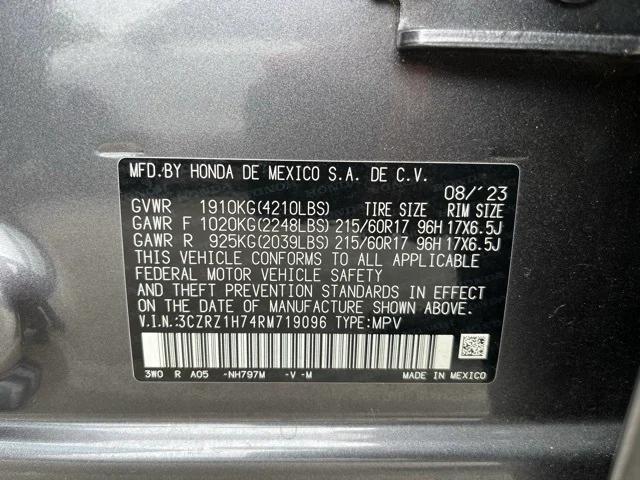 MFD.BY HONDA DE MEXICO S.A. DE C.V.
08/'23
GVWR 1910KG(4210LBS) TIRE SIZE RIM SIZE
GAWR F 1020KG(2248LBS) 215/60R17 96H 17X6.5J
GAWR R 925KG(2039LBS) 215/60R17 96H 17X6.5J
THIS VEHICLE CONFORMS TO ALL APPLICABLE
FEDERAL MOTOR VEHICLE SAFETY
AND THEFT PREVENTION STANDARDS IN EFFECT
ON THE DATE OF MANUFACTURE SHOWN ABOVE.
V.I.N.:3CZRZ1H74RM719096 TYPE:MPV
3W0 R A05 -NH797M -V -M MADE IN MEXICO